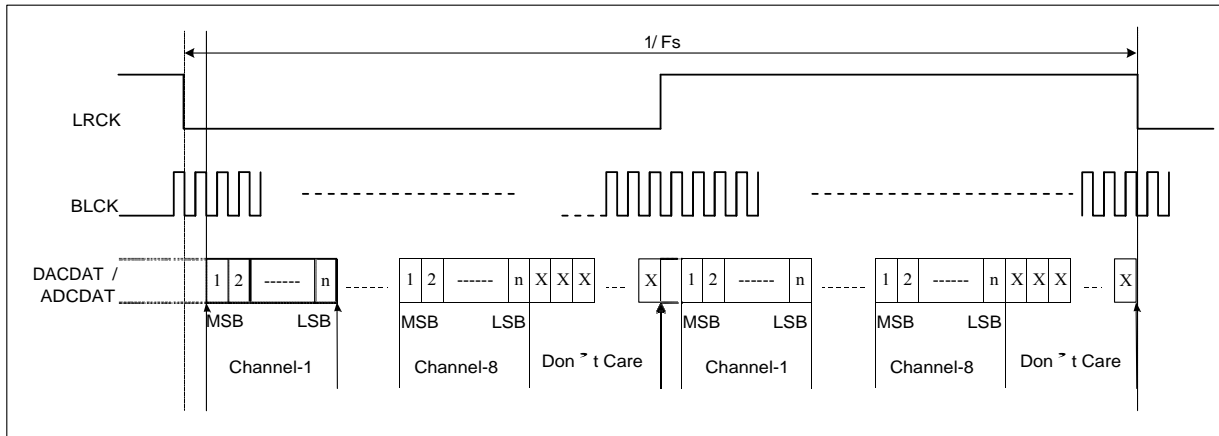 1/ Fs
LRCK
BLCK
DACDAT /
ADCDAT
1 2 ------ n ------ 1 2 ------ n X X X ---- X 1 2 ------ n ------ 1 2 ------ n X X X ---- X
MSB LSB MSB LSB MSB LSB MSB LSB
Channel-1 Channel-8 Don t Care Channel-1 Channel-8 Don t Care